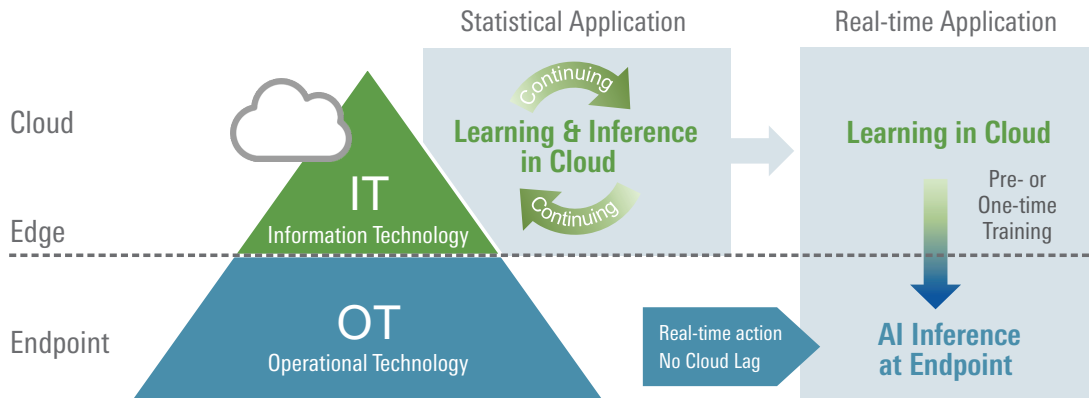 Statistical Application
Real-time Application
Cloud
Continuing
Learning & Inference
in Cloud
Continuing
Learning in Cloud
Pre- or
One-time
Training
IT
Information Technology
Edge
OT
Operational Technology
Endpoint
Real-time action
No Cloud Lag
AI Inference
at Endpoint